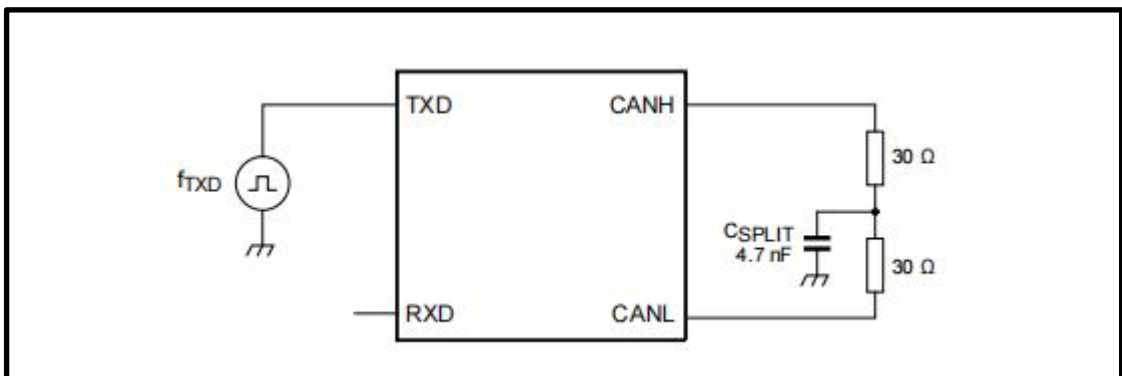 TXD
CANH
30 Ω
fTXD
CSPLIT
4.7 nF
30 Ω
RXD
CANL